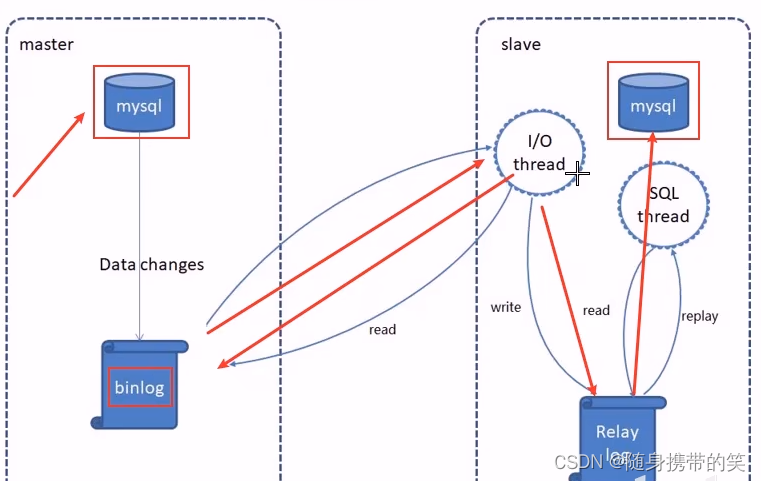 master
slave
mysql
mysql
I/O
thread
SQL
thread
Data changes
read
write
read
replay
binlog
Relay
log
CSDN @随身携带的笑